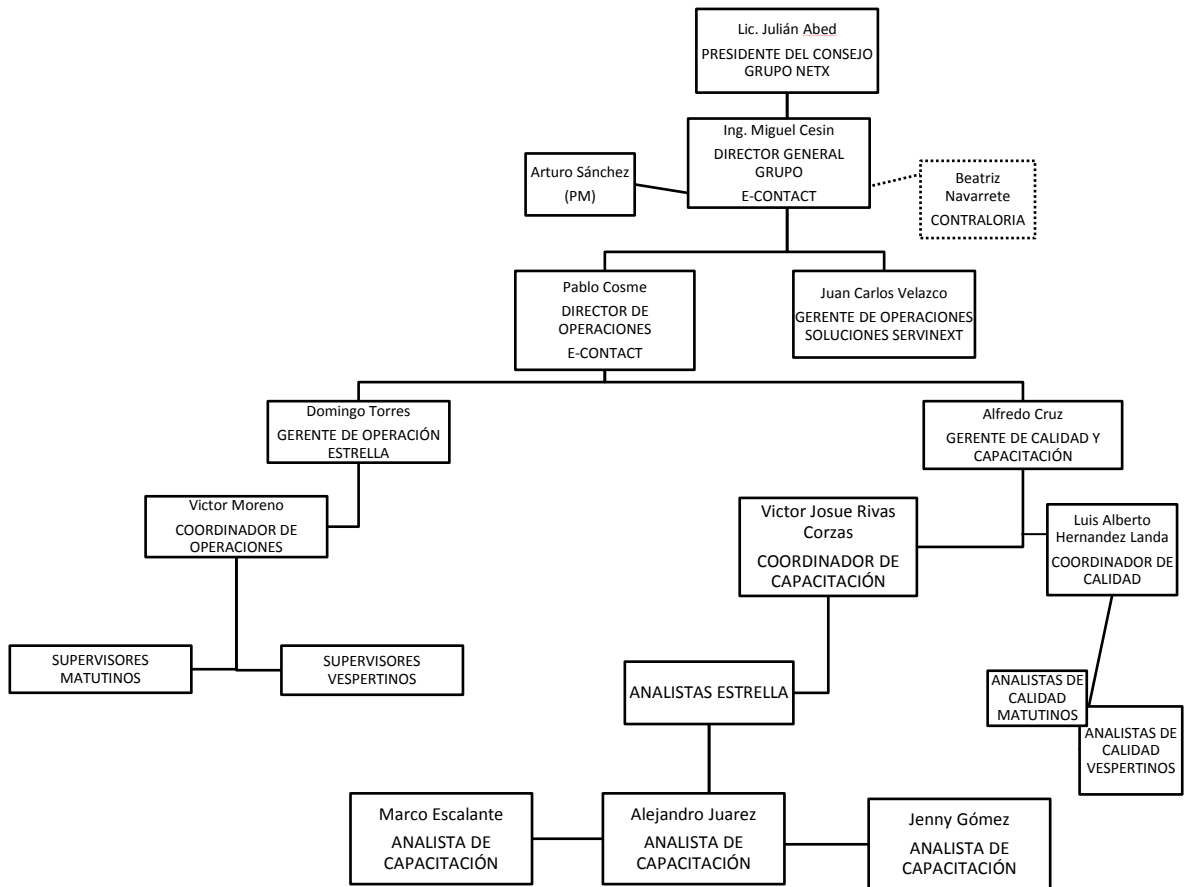 Lic. Julián Abed
PRESIDENTE DEL CONSEJO
GRUPO NETX
Ing. Miguel Cesin
DIRECTOR GENERAL
GRUPO
E-CONTACT
Arturo Sánchez
(PM)
Beatriz
Navarrete
CONTRALORIA
Pablo Cosme
DIRECTOR DE
OPERACIONES
E-CONTACT
Juan Carlos Velazco
GERENTE DE OPERACIONES
SOLUCIONES SERVINEXT
Domingo Torres
GERENTE DE OPERACIÓN
ESTRELLA
Alfredo Cruz
GERENTE DE CALIDAD Y
CAPACITACIÓN
Victor Moreno
COORDINADOR DE
OPERACIONES
Victor Josue Rivas
Corzas
COORDINADOR DE
CAPACITACIÓN
Luis Alberto
Hernandez Landa
COORDINADOR DE
CALIDAD
SUPERVISORES
MATUTINOS
SUPERVISORES
VESPERTINOS
ANALISTAS ESTRELLA
ANALISTAS DE
CALIDAD
MATUTINOS
ANALISTAS DE
CALIDAD
VESPERTINOS
Marco Escalante
ANALISTA DE
CAPACITACIÓN
Alejandro Juarez
ANALISTA DE
CAPACITACIÓN
Jenny Gómez
ANALISTA DE
CAPACITACIÓN